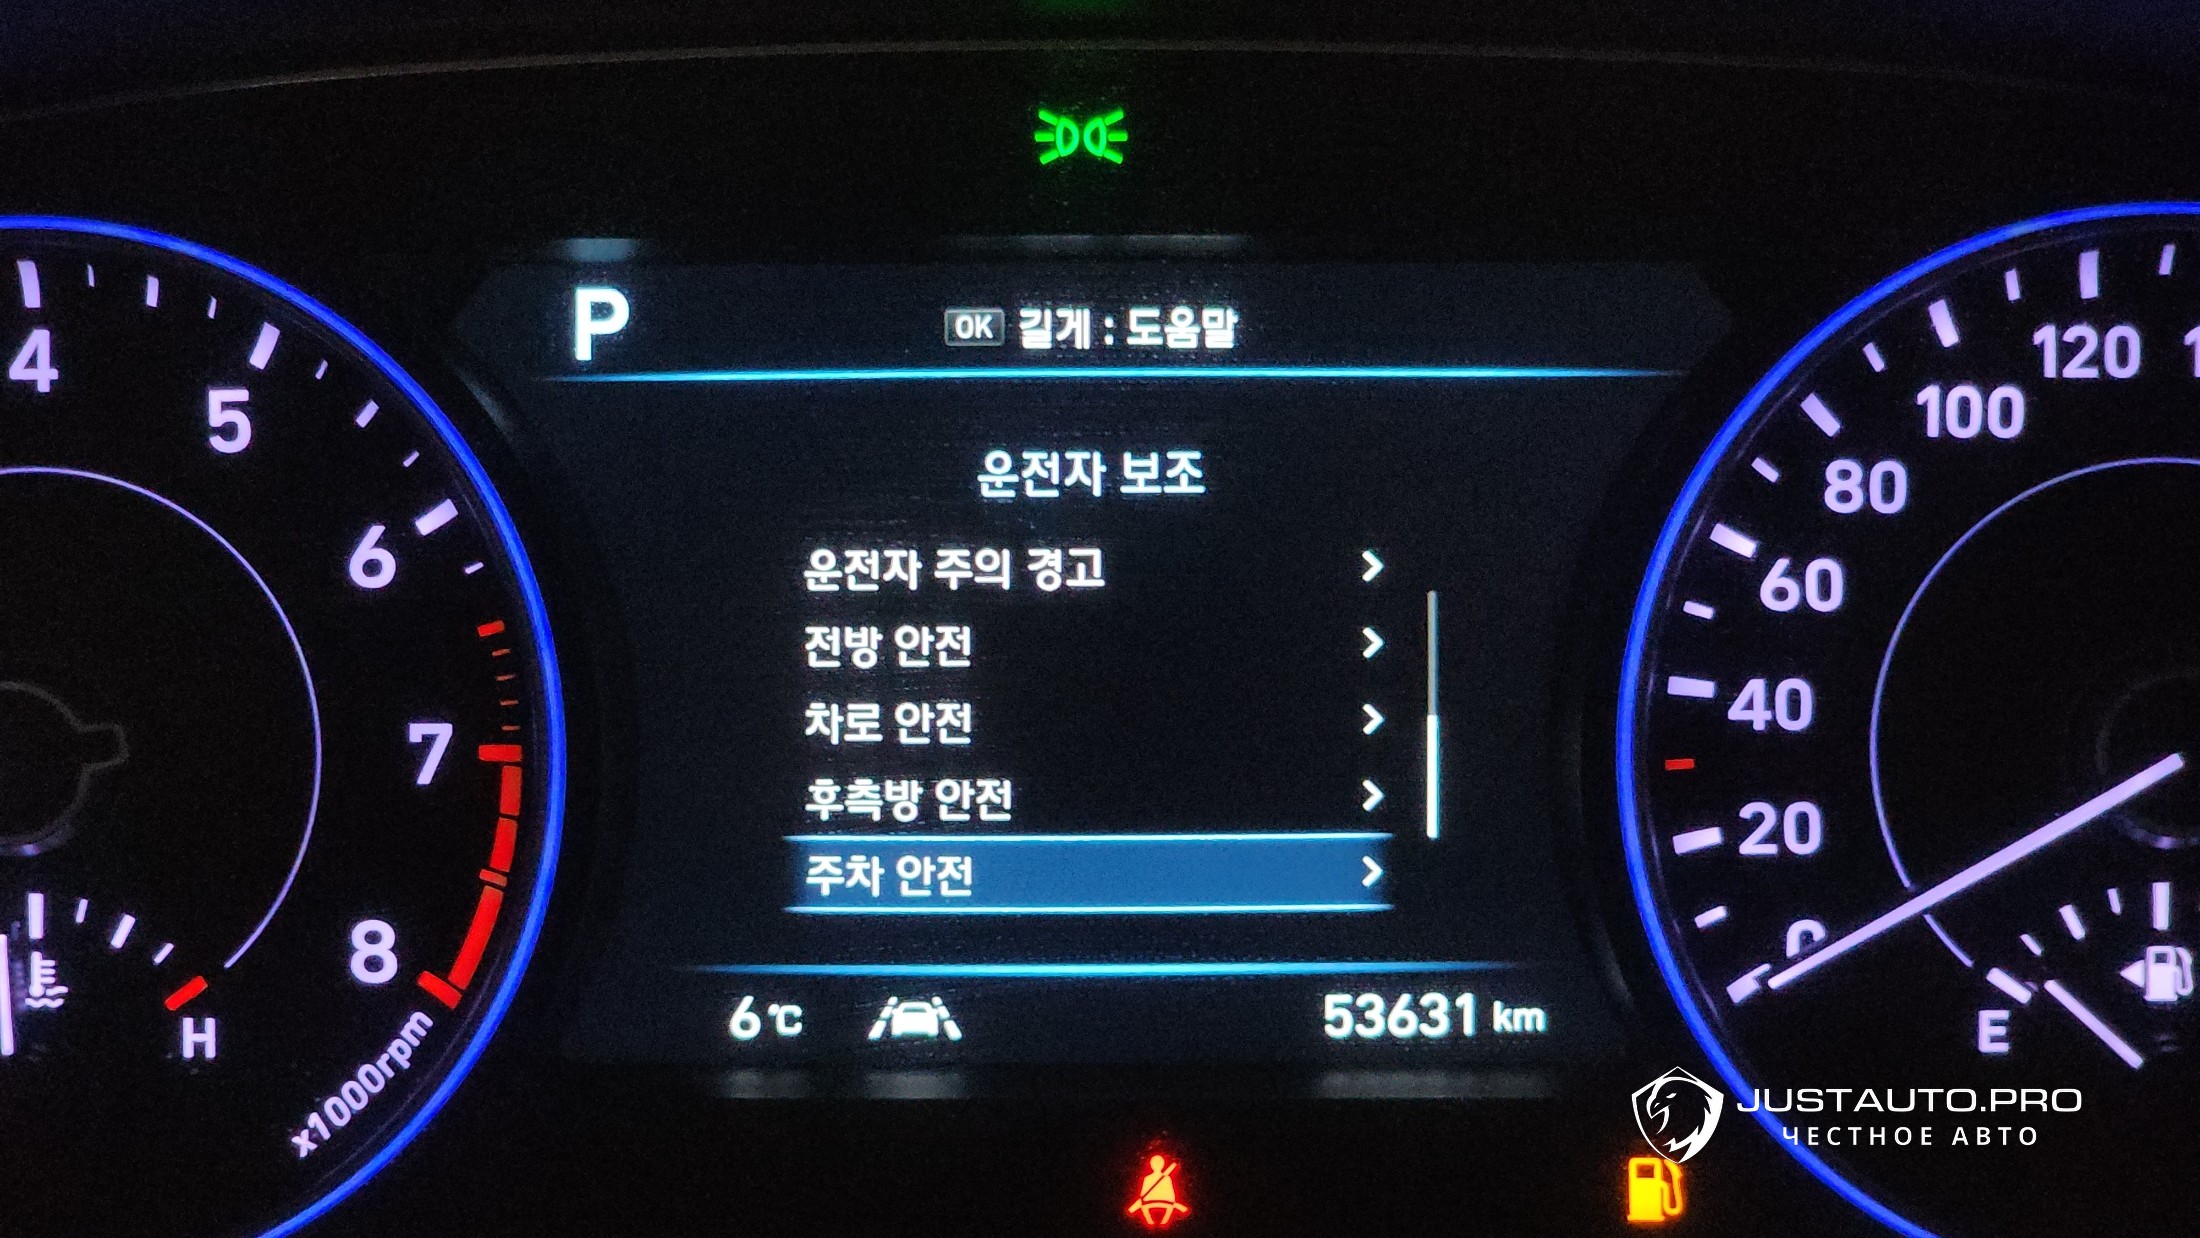 P
OK 길게 : 도움말
운전자 보조
운전자 주의 경고
전방 안전
차로 안전
후측방 안전
주차 안전
6℃
53631 km
4
5
6
7
8
x1000rpm
H
120
100
80
60
40
20
0
E
JUSTAUTO.PRO
ЧЕСТНОЕ АВТО